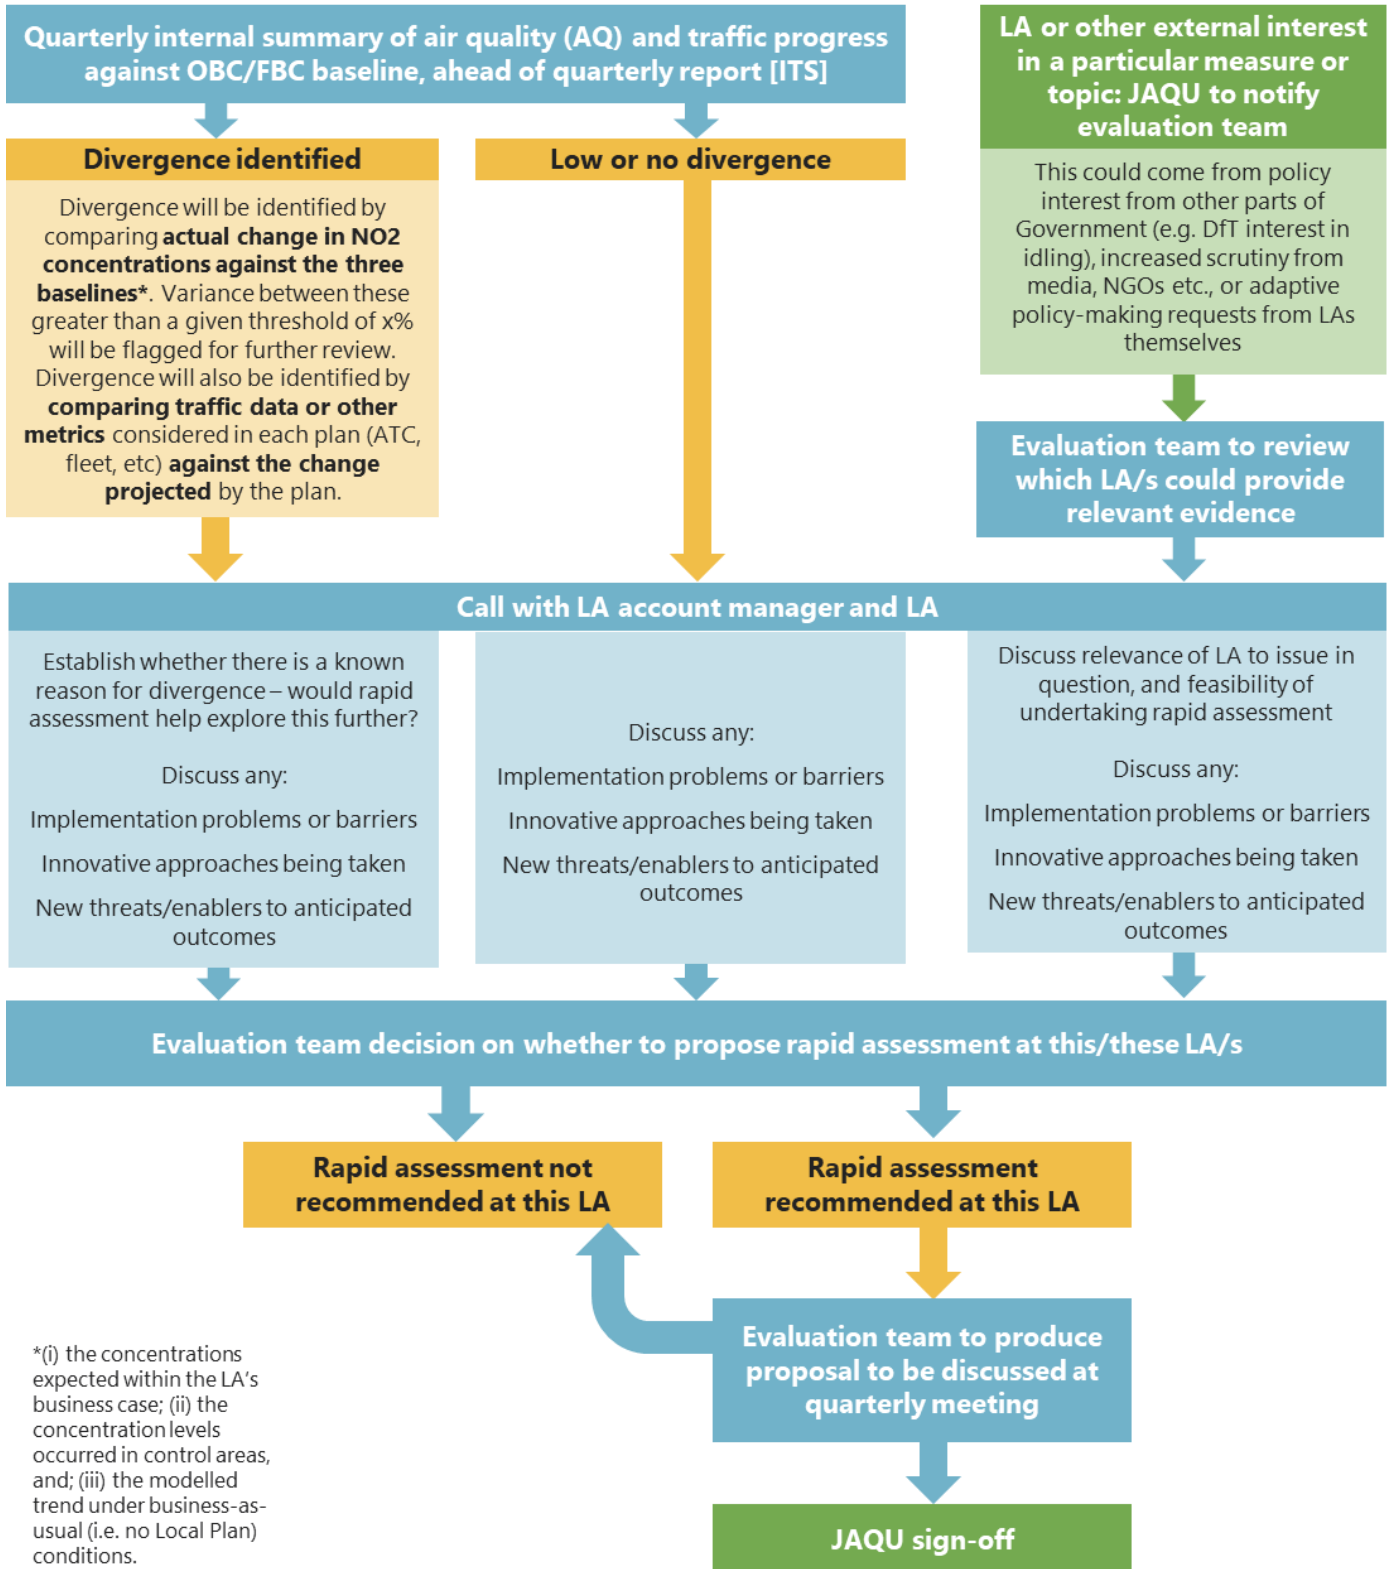 Quarterly internal summary of air quality (AQ) and traffic progress
against OBC/FBC baseline, ahead of quarterly report [ITS]
LA or other external interest
in a particular measure or
topic: JAQU to notify
evaluation team
Divergence identified
Low or no divergence
Divergence will be identified by
comparing actual change in NO2
concentrations against the three
baselines*. Variance between these
greater than a given threshold of x%
will be flagged for further review.
Divergence will also be identified by
comparing traffic data or other
metrics considered in each plan (ATC,
fleet, etc) against the change
projected by the plan.
This could come from policy
interest from other parts of
Government (e.g. DfT interest in
idling), increased scrutiny from
media, NGOs etc., or adaptive
policy-making requests from LAs
themselves
Evaluation team to review
which LA/s could provide
relevant evidence
Call with LA account manager and LA
Establish whether there is a known
reason for divergence – would rapid
assessment help explore this further?
Discuss any:
Implementation problems or barriers
Innovative approaches being taken
New threats/enablers to anticipated
outcomes
Discuss any:
Implementation problems or barriers
Innovative approaches being taken
New threats/enablers to anticipated
outcomes
Discuss relevance of LA to issue in
question, and feasibility of
undertaking rapid assessment
Discuss any:
Implementation problems or barriers
Innovative approaches being taken
New threats/enablers to anticipated
outcomes
Evaluation team decision on whether to propose rapid assessment at this/these LA/s
Rapid assessment not
recommended at this LA
Rapid assessment
recommended at this LA
Evaluation team to produce
proposal to be discussed at
quarterly meeting
JAQU sign-off
*(i) the concentrations
expected within the LA's
business case; (ii) the
concentration levels
occurred in control areas,
and; (iii) the modelled
trend under business-as-
usual (i.e. no Local Plan)
conditions.